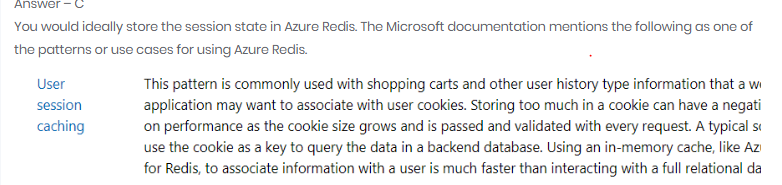 Answer – C
You would ideally store the session state in Azure Redis. The Microsoft documentation mentions the following as one of
the patterns or use cases for using Azure Redis.
User
session
caching
This pattern is commonly used with shopping carts and other user history type information that a
application may want to associate with user cookies. Storing too much in a cookie can have a
on performance as the cookie size grows and is passed and validated with every request. A typical
use the cookie as a key to query the data in a backend database. Using an in-memory cache, like
for Redis, to associate information with a user is much faster than interacting with a full relational